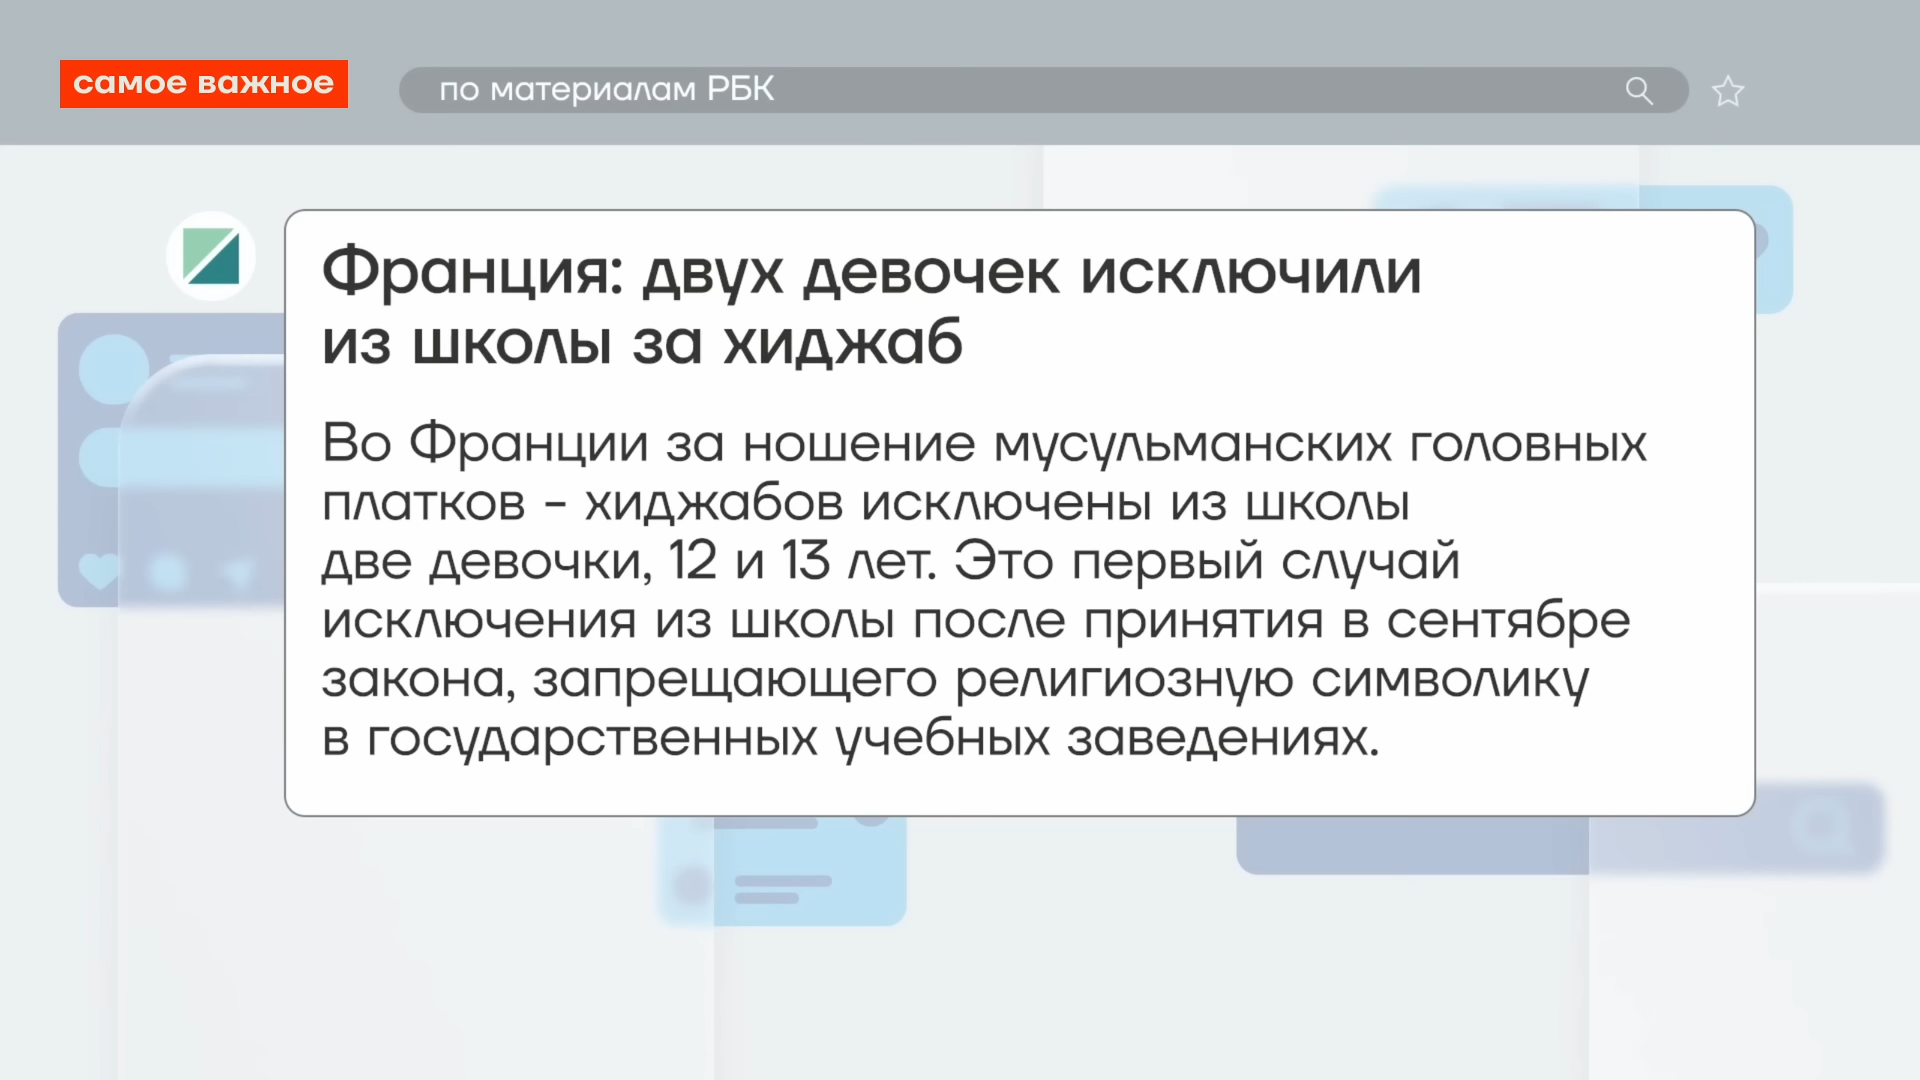 самое важное
по материалам РБК
Франция: двух девочек исключили
из школы за хиджаб
Во Франции за ношение мусульманских головных
платков - хиджабов исключены из школы
две девочки, 12 и 13 лет. Это первый случай
исключения из школы после принятия в сентябре
закона, запрещающего религиозную символику
в государственных учебных заведениях.